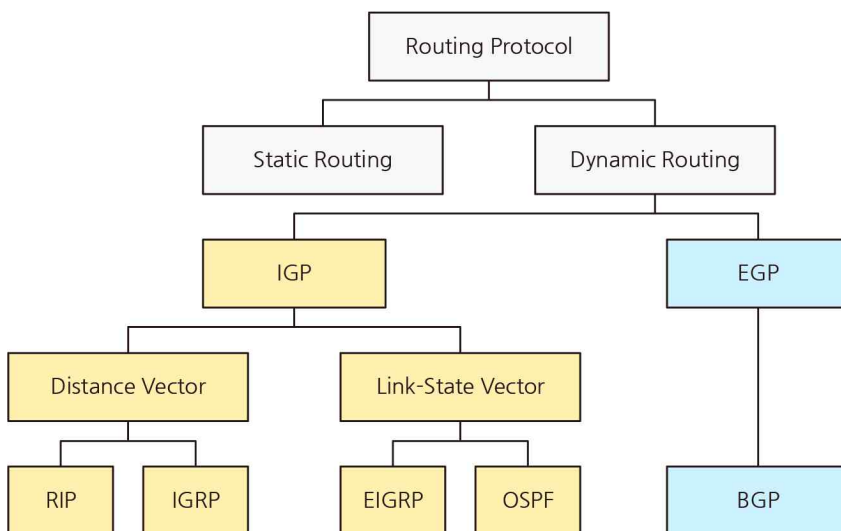 Routing Protocol
Static Routing
Dynamic Routing
IGP
EGP
Distance Vector
Link-State Vector
RIP
IGRP
EIGRP
OSPF
BGP